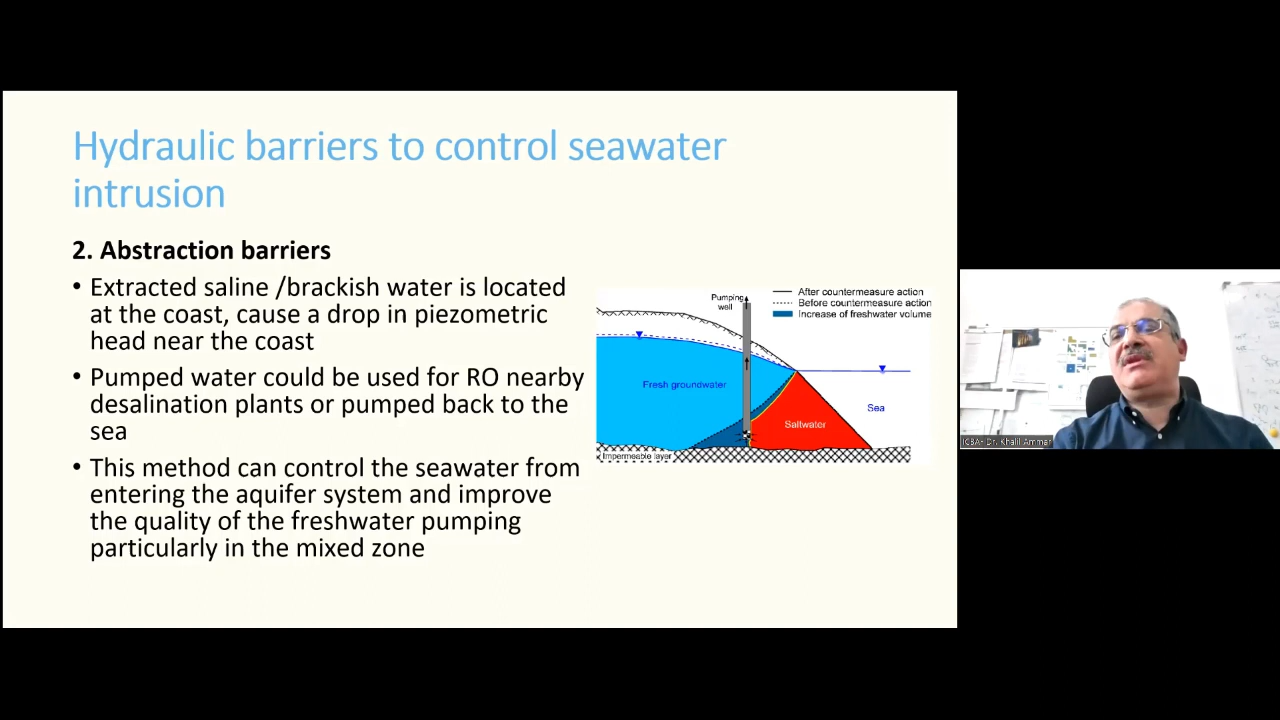 Hydraulic barriers to control seawater
intrusion
2. Abstraction barriers
• Extracted saline /brackish water is located
at the coast, cause a drop in piezometric
head near the coast
• Pumped water could be used for RO nearby
desalination plants or pumped back to the
sea
• This method can control the seawater from
entering the aquifer system and improve
the quality of the freshwater pumping
particularly in the mixed zone
Pumping
well
After countermeasure action
Before countermeasure action
Increase of freshwater volume
Fresh groundwater
Sea
Saltwater
Impermeable layer
ICBA- Dr. Khalil Ammar